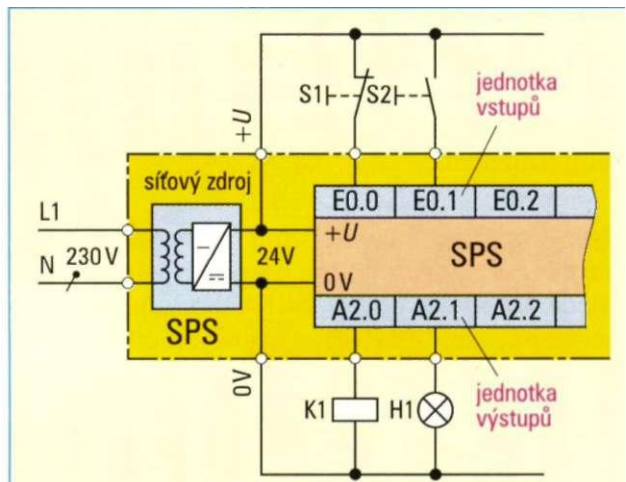 S1
S2
jednotka
vstupů
+U
síťový zdroj
E0.0
E0.1
E0.2
L1
+U
N
230 V
24V
SPS
0V
SPS
A2.0
A2.1
A2.2
0V
K1
H1
jednotka
výstupů